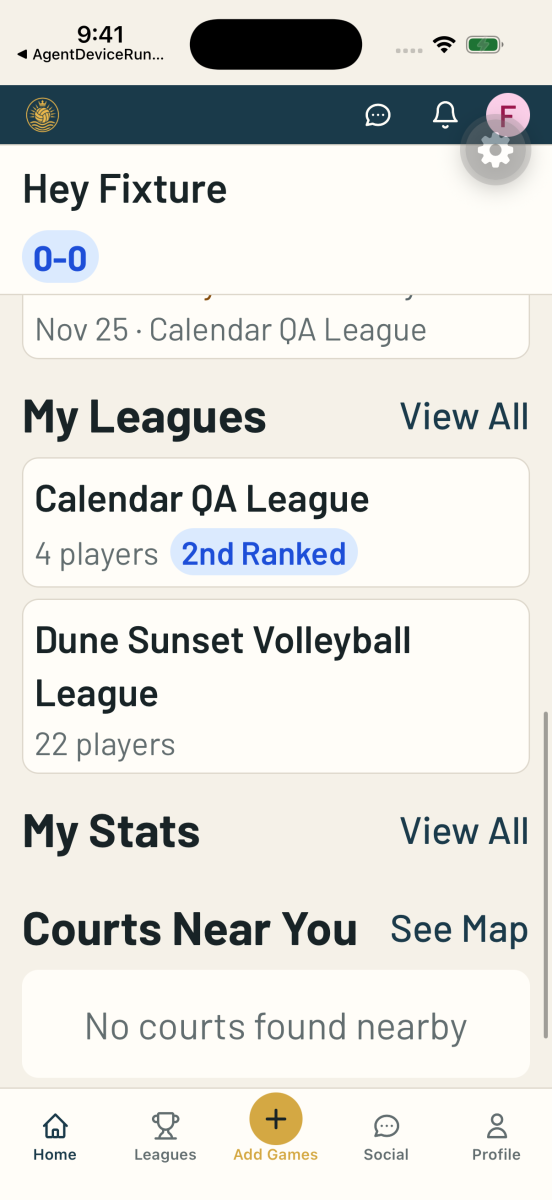 9:41
◀ AgentDeviceRun...
F
Hey Fixture
0-0
Nov 25 · Calendar QA League
My Leagues
View All
Calendar QA League
4 players
2nd Ranked
Dune Sunset Volleyball
League
22 players
My Stats
View All
Courts Near You
See Map
No courts found nearby
Home
Leagues
Add Games
Social
Profile